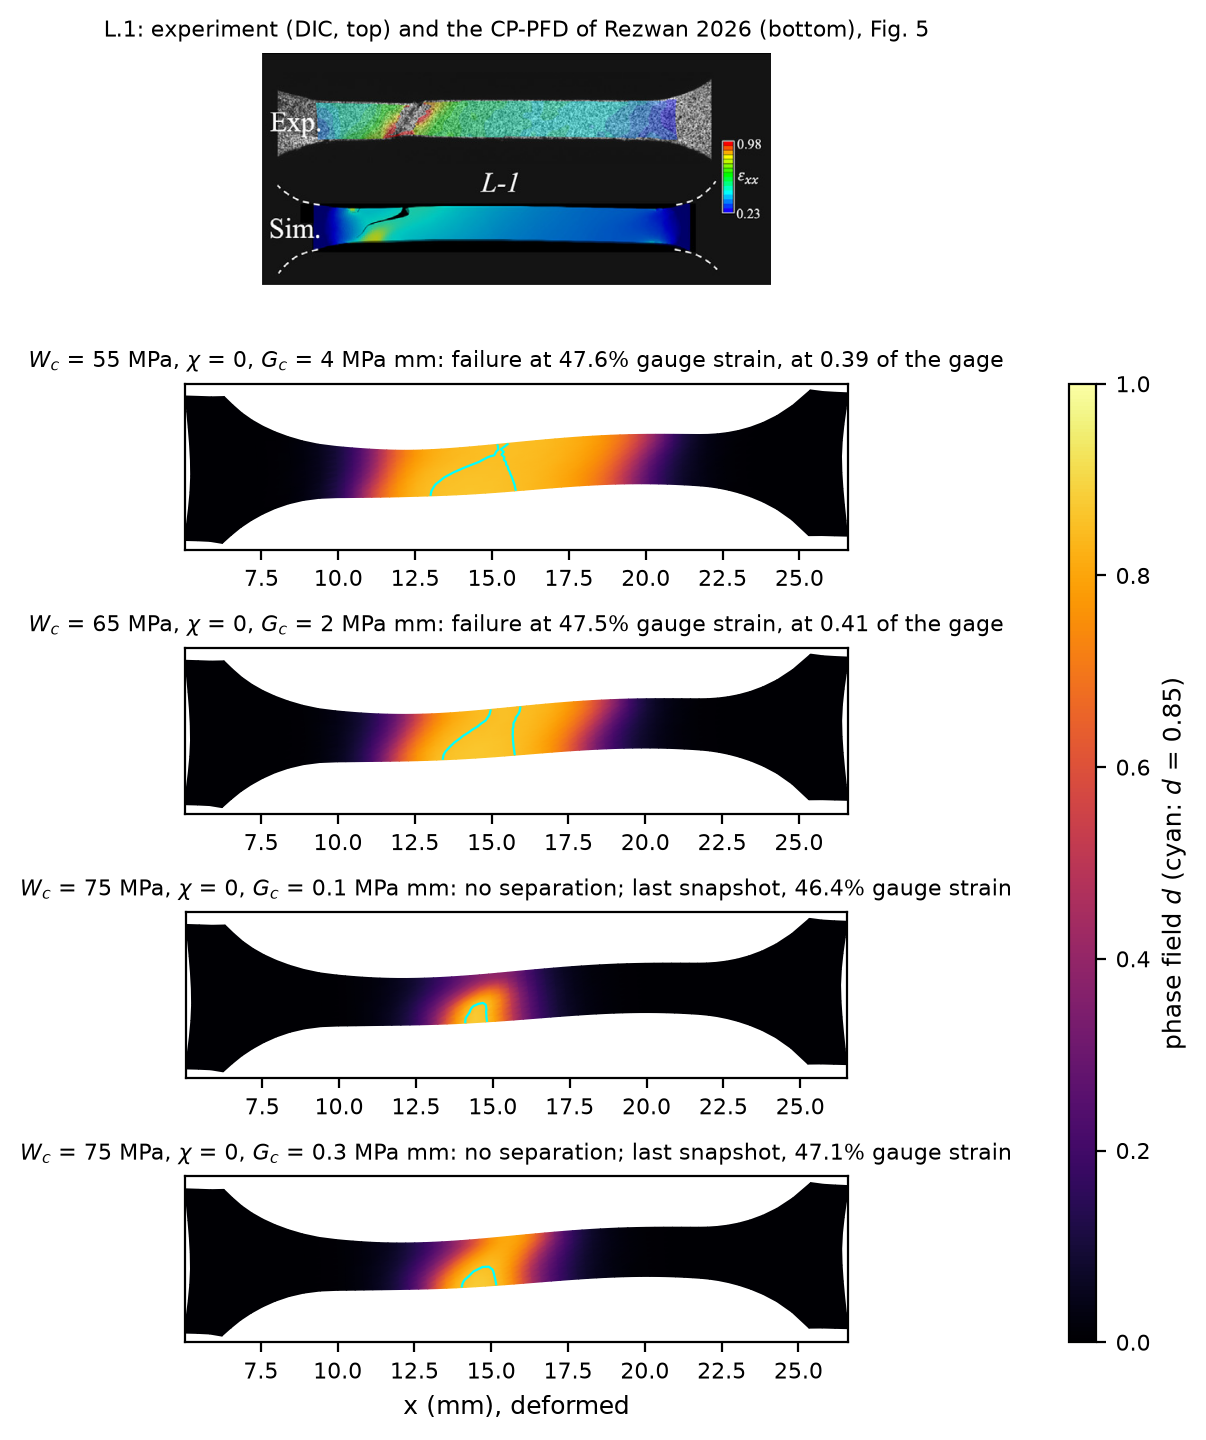 L.1: experiment (DIC, top) and the CP-PFD of Rezwan 2026 (bottom), Fig. 5
Exp.
0.98
εxx
0.23
L-1
Sim.
Wc = 55 MPa, χ = 0, Gc = 4 MPa mm: failure at 47.6% gauge strain, at 0.39 of the gage
7.5 10.0 12.5 15.0 17.5 20.0 22.5 25.0
Wc = 65 MPa, χ = 0, Gc = 2 MPa mm: failure at 47.5% gauge strain, at 0.41 of the gage
7.5 10.0 12.5 15.0 17.5 20.0 22.5 25.0
Wc = 75 MPa, χ = 0, Gc = 0.1 MPa mm: no separation; last snapshot, 46.4% gauge strain
7.5 10.0 12.5 15.0 17.5 20.0 22.5 25.0
Wc = 75 MPa, χ = 0, Gc = 0.3 MPa mm: no separation; last snapshot, 47.1% gauge strain
7.5 10.0 12.5 15.0 17.5 20.0 22.5 25.0
x (mm), deformed
1.0
0.8
0.6
0.4
0.2
0.0
phase field d (cyan: d = 0.85)